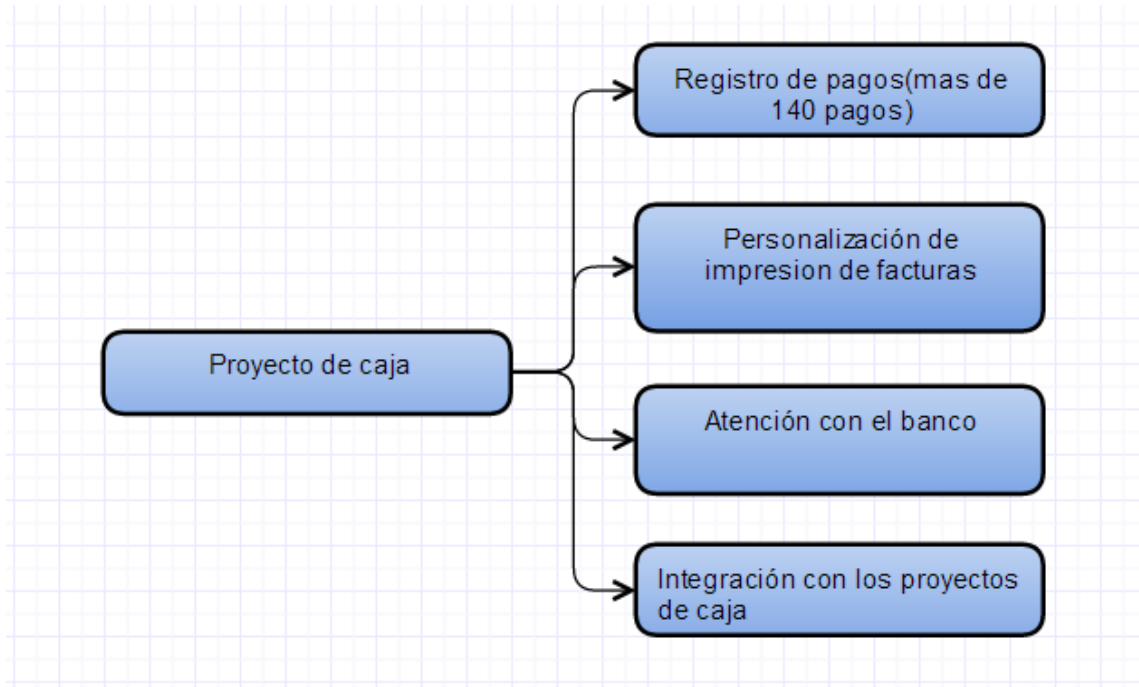 Registro de pagos(mas de
140 pagos)
Personalización de
impresion de facturas
Proyecto de caja
Atención con el banco
Integración con los proyectos
de caja